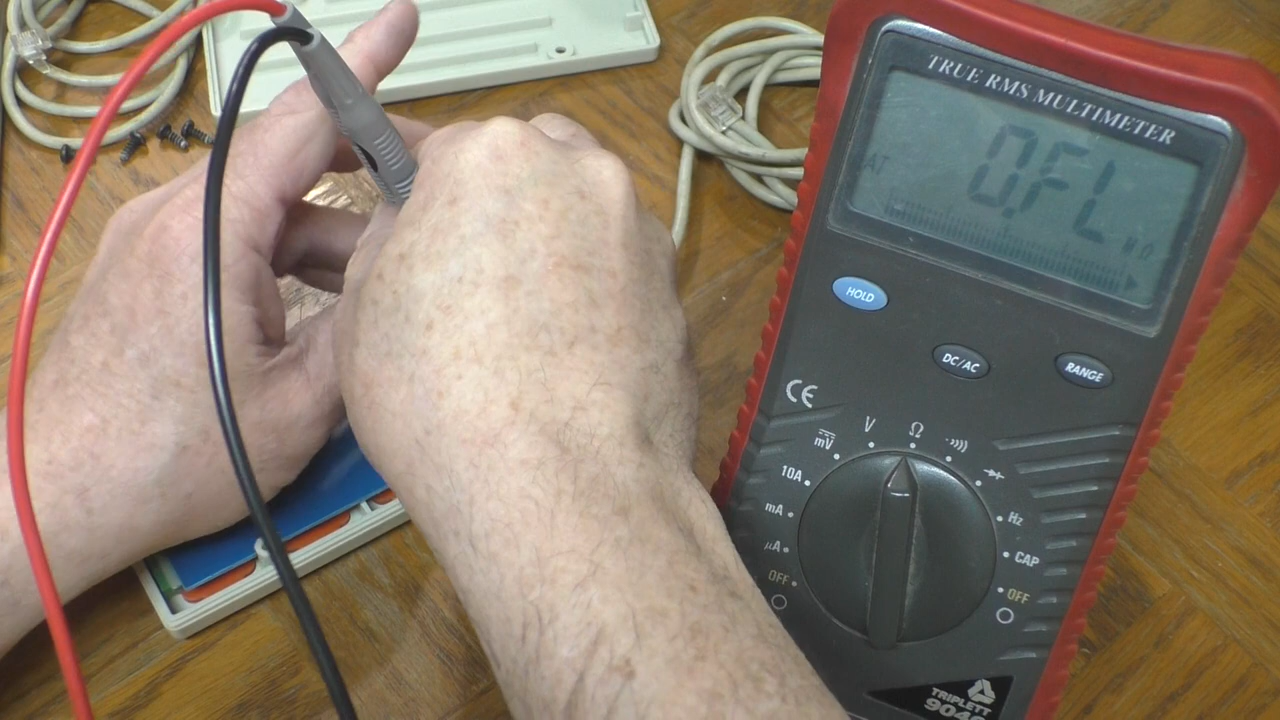 TRUE RMS MULTIMETER
0.FL
MΩ
HOLD
DC/AC
RANGE
CE
mV
V
Ω
10A
mA
µA
OFF
Hz
CAP
OFF
TRIPLETT